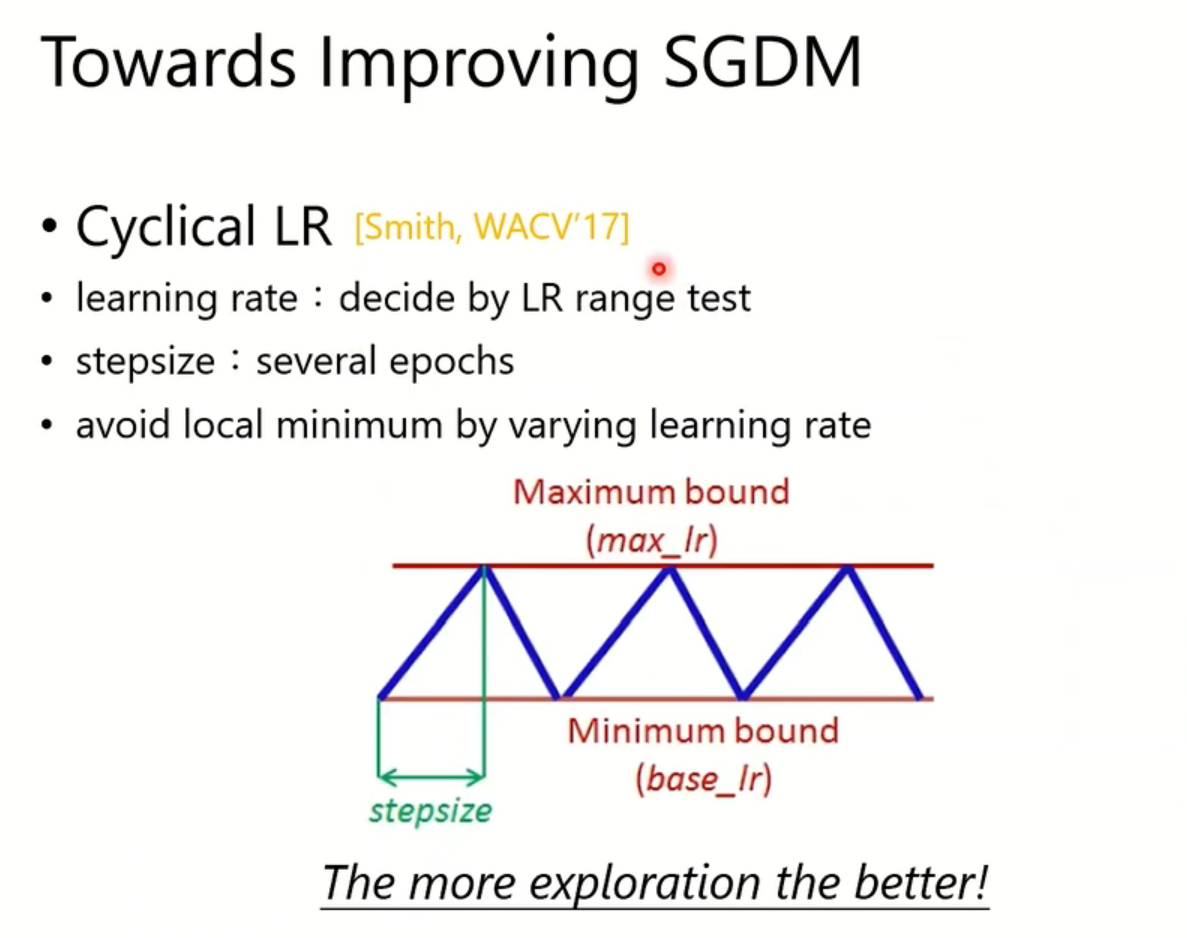 Towards Improving SGDM
• Cyclical LR [Smith, WACV'17]
• learning rate：decide by LR range test
• stepsize：several epochs
• avoid local minimum by varying learning rate
Maximum bound
(max_lr)
Minimum bound
(base_lr)
stepsize
The more exploration the better!